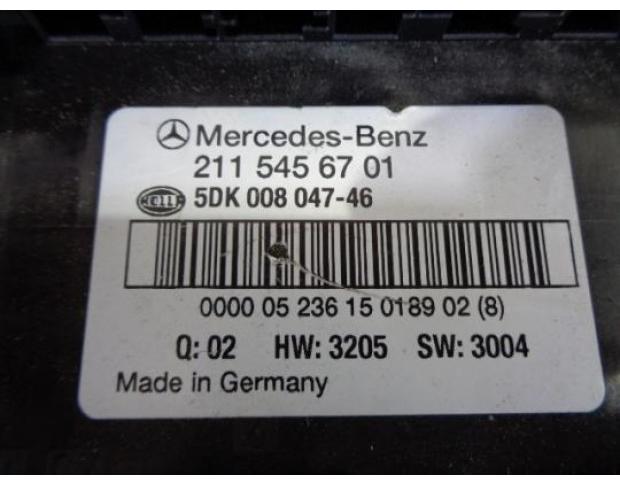 Mercedes-Benz
211 545 67 01
HELLA 5DK 008 047-46
0000 05 236 15 0189 02 (8)
Q: 02 HW: 3205 SW: 3004
Made in Germany